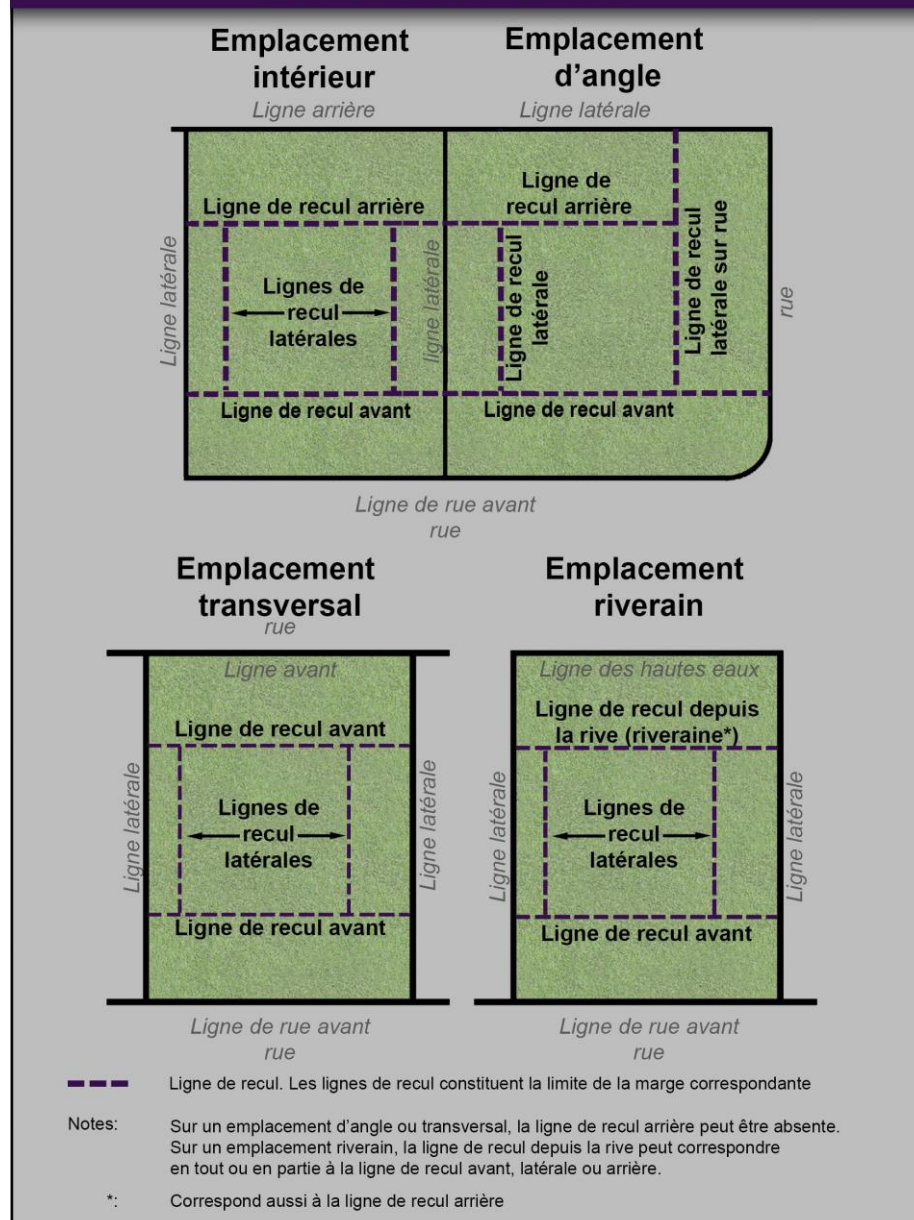 Emplacement
intérieur
Ligne arrière
Emplacement
d'angle
Ligne latérale
Ligne de recul arrière
Ligne latérale
Lignes de
recul
latérales
ligne latérale
Ligne de recul avant
Ligne de
recul arrière
Ligne de recul
latérale
Ligne de recul
latérale sur rue
rue
Ligne de recul avant
Ligne de rue avant
rue
Emplacement
transversal
rue
Ligne avant
Ligne de recul avant
Ligne latérale
Lignes de
recul
latérales
Ligne latérale
Ligne de recul avant
Ligne de rue avant
rue
Emplacement
riverain
Ligne des hautes eaux
Ligne de recul depuis
la rive (riveraine*)
Ligne latérale
Lignes de
recul
latérales
Ligne latérale
Ligne de recul avant
Ligne de rue avant
rue
Ligne de recul. Les lignes de recul constituent la limite de la marge correspondante
Notes: Sur un emplacement d'angle ou transversal, la ligne de recul arrière peut être absente.
Sur un emplacement riverain, la ligne de recul depuis la rive peut correspondre
en tout ou en partie à la ligne de recul avant, latérale ou arrière.
*: Correspond aussi à la ligne de recul arrière